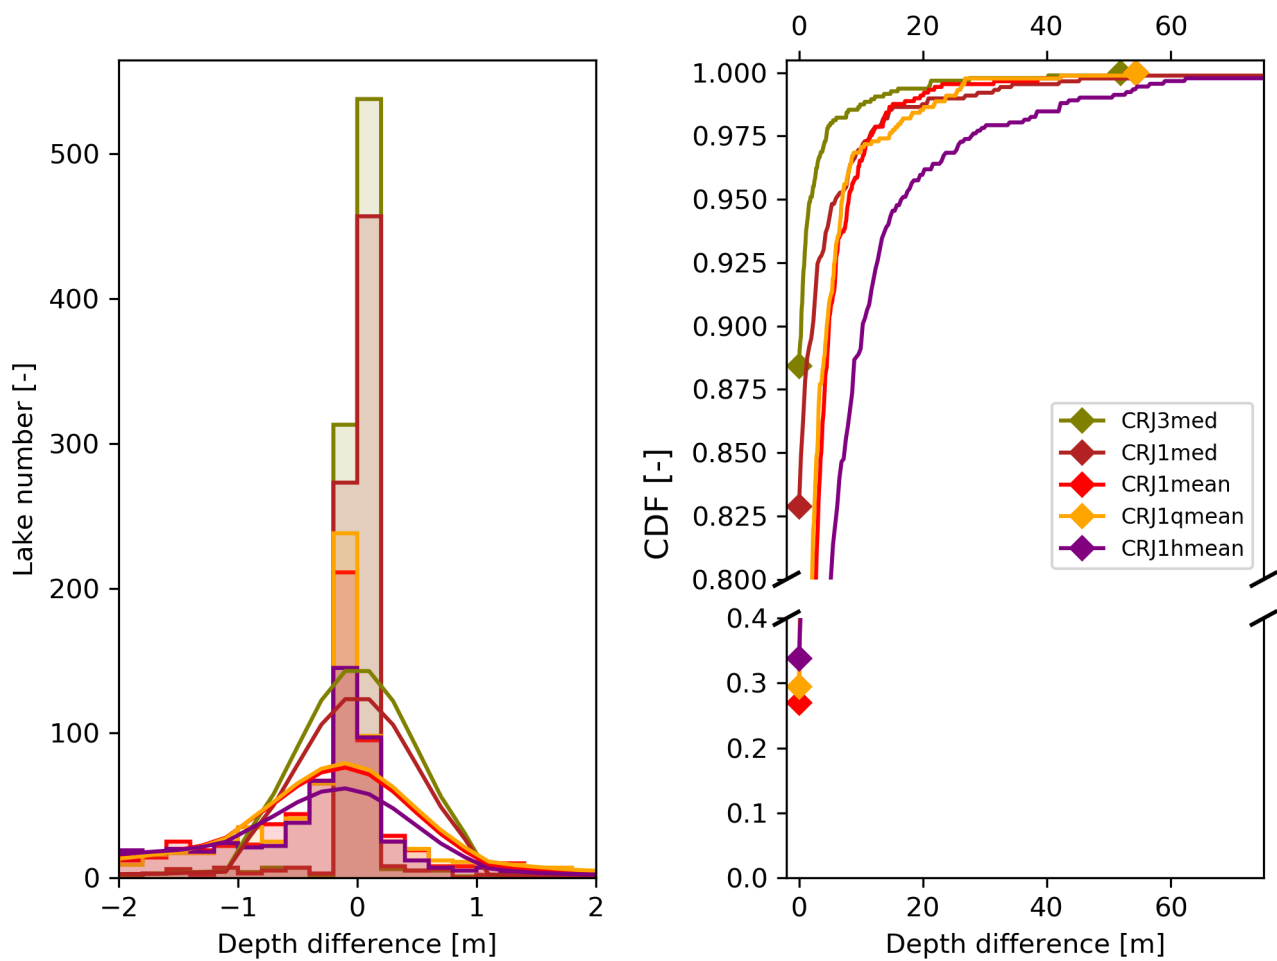 500
400
300
200
100
0
Lake number [-]
−2 −1 0 1 2
Depth difference [m]
0 20 40 60
1.000
0.975
0.950
0.925
0.900
0.875
0.850
0.825
0.800
0.4
0.3
0.2
0.1
0.0
CDF [-]
CRJ3med
CRJ1med
CRJ1mean
CRJ1qmean
CRJ1hmean
0 20 40 60
Depth difference [m]